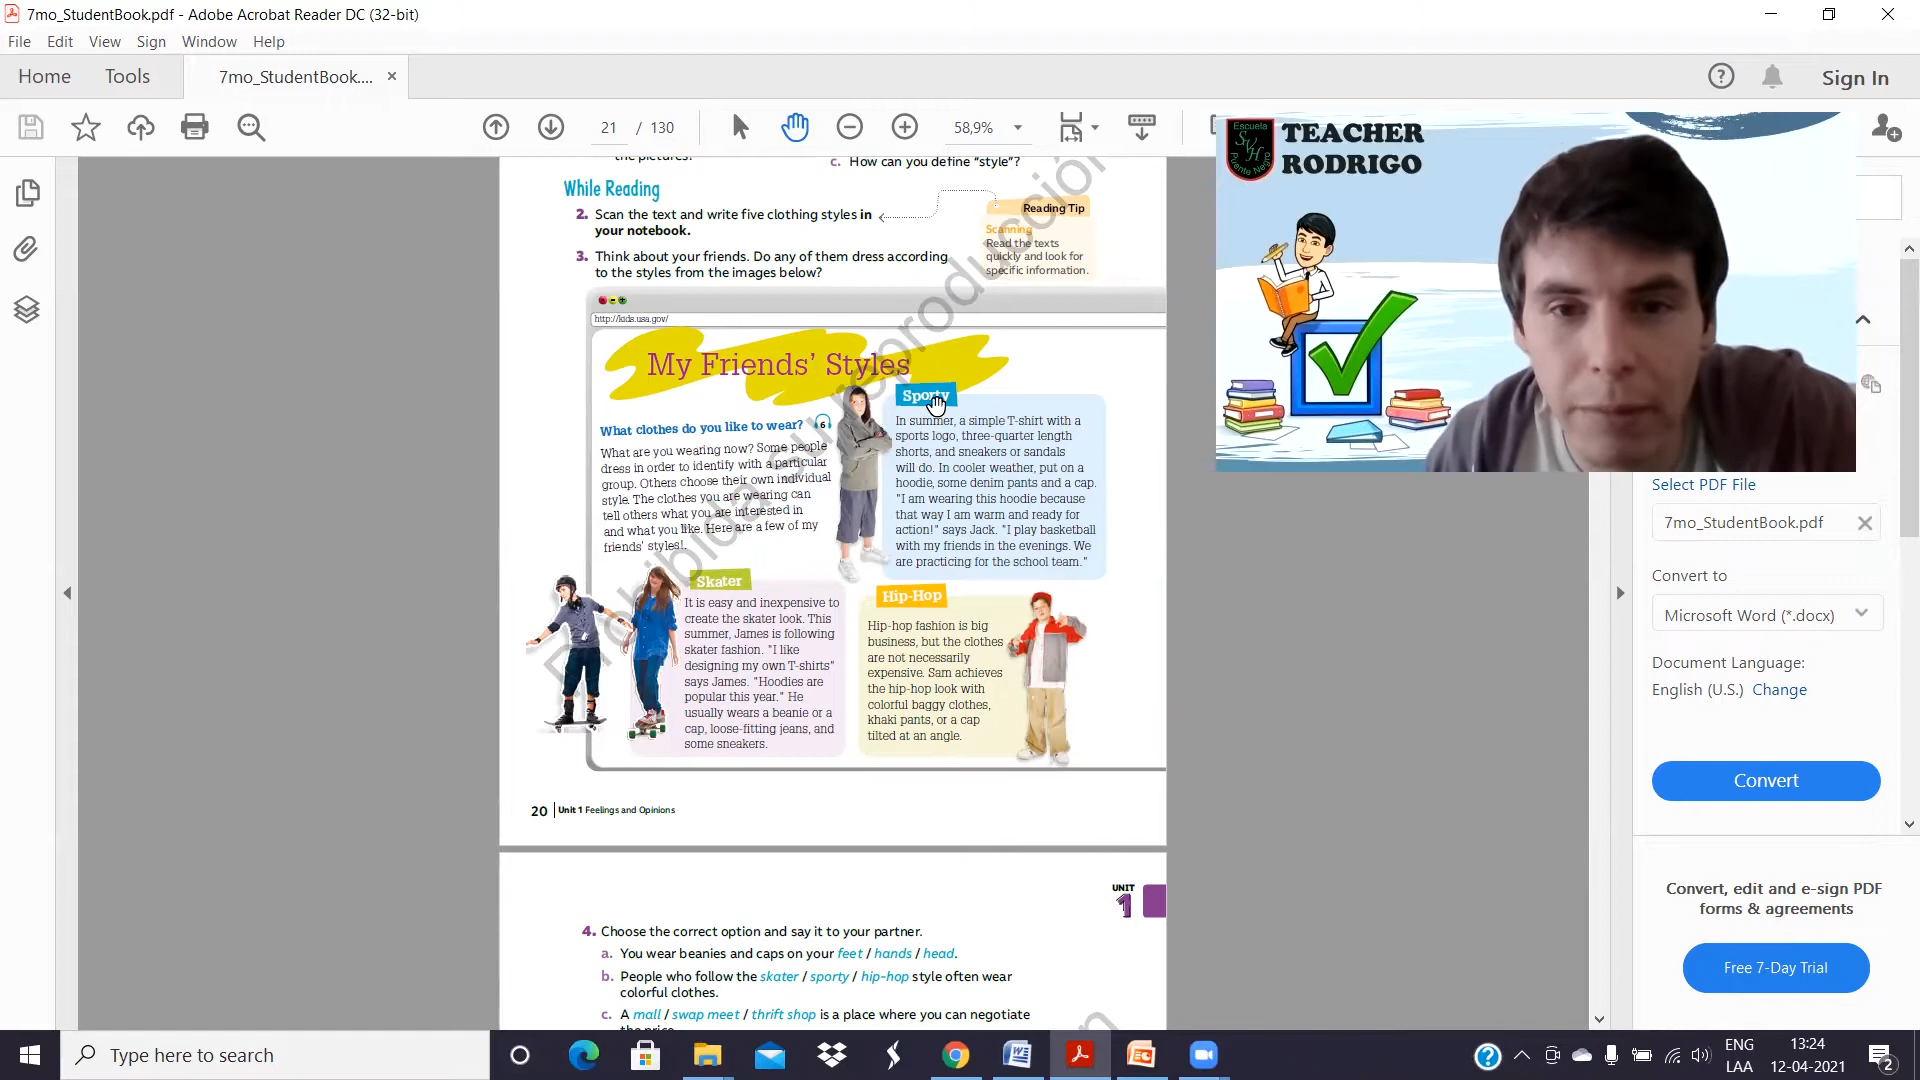 7mo_StudentBook.pdf - Adobe Acrobat Reader DC (32-bit)
File Edit View Sign Window Help
Home Tools 7mo_StudentBook.... × Sign In
21 / 130 58,9%
Escuela
SVH
Puente Negro
TEACHER
RODRIGO
c. How can you define "style"?
While Reading
2. Scan the text and write five clothing styles in
your notebook.
3. Think about your friends. Do any of them dress according
to the styles from the images below?
Reading Tip
Scanning
Read the texts
quickly and look for
specific information.
http://kids.usa.gov/
My Friends' Styles
What clothes do you like to wear? 6
What are you wearing now? Some people
dress in order to identify with a particular
group. Others choose their own individual
style. The clothes you are wearing can
tell others what you are interested in
and what you like. Here are a few of my
friends' styles!.
Sporty
In summer, a simple T-shirt with a
sports logo, three-quarter length
shorts, and sneakers or sandals
will do. In cooler weather, put on a
hoodie, some denim pants and a cap.
"I am wearing this hoodie because
that way I am warm and ready for
action!" says Jack. "I play basketball
with my friends in the evenings. We
are practicing for the school team."
Skater
It is easy and inexpensive to
create the skater look. This
summer, James is following
skater fashion. "I like
designing my own T-shirts"
says James. "Hoodies are
popular this year." He
usually wears a beanie or a
cap, loose-fitting jeans, and
some sneakers.
Hip-Hop
Hip-hop fashion is big
business, but the clothes
are not necessarily
expensive. Sam achieves
the hip-hop look with
colorful baggy clothes,
khaki pants, or a cap
tilted at an angle.
Prohibida su reproducción
20 Unit 1 Feelings and Opinions
UNIT
1
4. Choose the correct option and say it to your partner.
a. You wear beanies and caps on your feet / hands / head.
b. People who follow the skater / sporty / hip-hop style often wear
colorful clothes.
c. A mall / swap meet / thrift shop is a place where you can negotiate
Select PDF File
7mo_StudentBook.pdf
Convert to
Microsoft Word (*.docx)
Document Language:
English (U.S.) Change
Convert
Convert, edit and e-sign PDF
forms & agreements
Free 7-Day Trial
Type here to search
ENG
LAA
13:24
12-04-2021
2